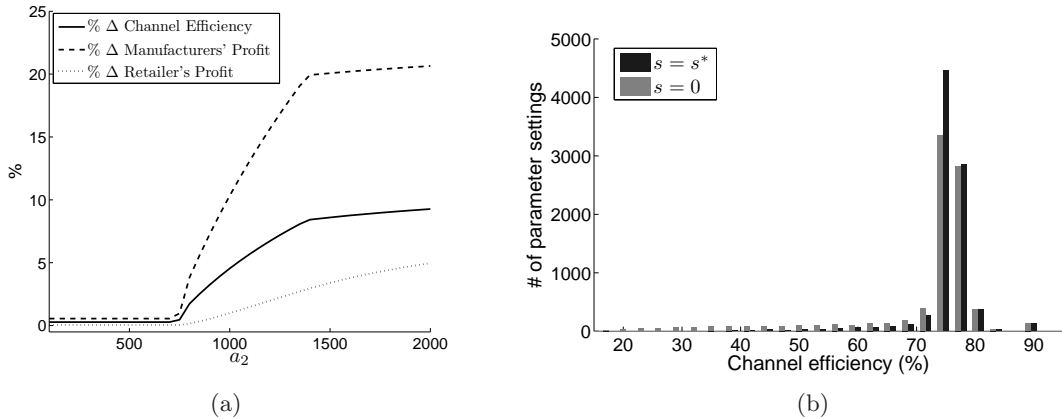 % Δ Channel Efficiency
% Δ Manufacturers' Profit
% Δ Retailer's Profit
25
20
15
10
5
0
%
500
1000
1500
2000
a₂
(a)
s = s*
s = 0
5000
4000
3000
2000
1000
0
# of parameter settings
20
30
40
50
60
70
80
90
Channel efficiency (%)
(b)